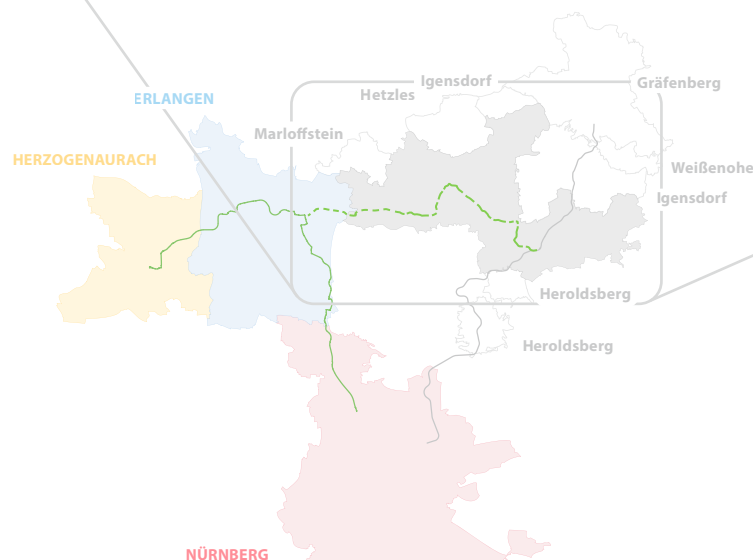 Igensdorf
Gräfenberg
Hetzles
ERLANGEN
Marloffstein
HERZOGENAURACH
Weißenohe
Igensdorf
Heroldsberg
Heroldsberg
NÜRNBERG